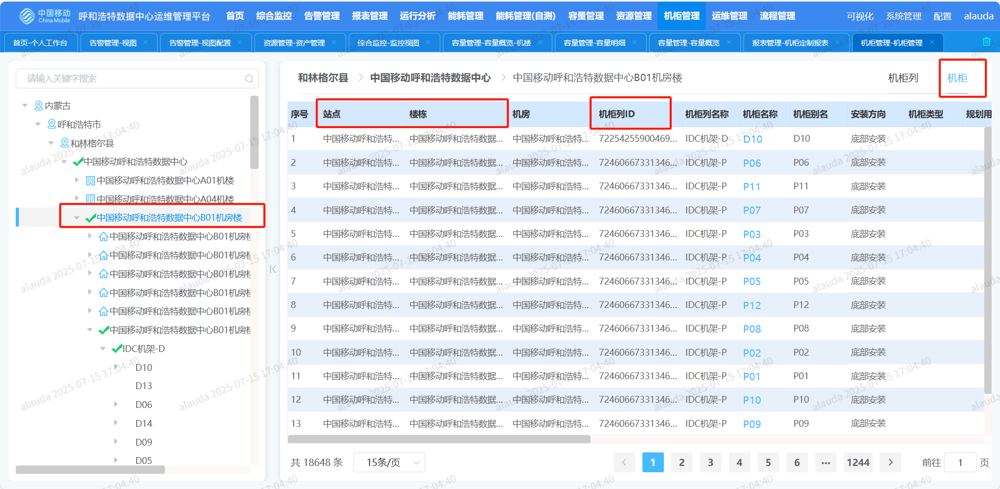 中国移动 China Mobile 呼和浩特数据中心运维管理平台 首页 综合监控 告警管理 报表管理 运行分析 能耗管理 能耗管理(自测) 容量管理 资源管理 机柜管理 运维管理 流程管理 可视化 系统管理 配置 alauda
首页-个人工作台 告警管理-视图 × 告警管理-视图配置 × 资源管理-资产管理 × 综合监控-监控视图 × 容量管理-容量概览-机楼 × 容量管理-容量明细 × 容量管理-容量概览 × 报表管理-机柜定制报表 × 机柜管理-机柜管理 ×
请输入关键字搜索
内蒙古
呼和浩特市
和林格尔县
中国移动呼和浩特数据中心
中国移动呼和浩特数据中心A01机楼
中国移动呼和浩特数据中心A04机楼
中国移动呼和浩特数据中心B01机房楼
中国移动呼和浩特数据中心B01机房楼
中国移动呼和浩特数据中心B01机房楼
中国移动呼和浩特数据中心B01机房楼
中国移动呼和浩特数据中心B01机房楼
中国移动呼和浩特数据中心B01机房楼
中国移动呼和浩特数据中心B01机房楼
IDC机架-D
D10
D13
D06
D14
D09
D05
和林格尔县 > 中国移动呼和浩特数据中心 > 中国移动呼和浩特数据中心B01机房楼 机柜列 机柜
序号 站点 楼栋 机房 机柜列ID 机柜列名称 机柜名称 机柜别名 安装方向 机柜类型 规划用
1 中国移动呼和浩特... 中国移动呼和浩特数据... 中国移动呼和浩特... 72254255900469... IDC机架-D D10 D10 底部安装
2 中国移动呼和浩特... 中国移动呼和浩特数据... 中国移动呼和浩特... 72460667331346... IDC机架-P P06 P06 底部安装
3 中国移动呼和浩特... 中国移动呼和浩特数据... 中国移动呼和浩特... 72460667331346... IDC机架-P P11 P11 底部安装
4 中国移动呼和浩特... 中国移动呼和浩特数据... 中国移动呼和浩特... 72460667331346... IDC机架-P P07 P07 底部安装
5 中国移动呼和浩特... 中国移动呼和浩特数据... 中国移动呼和浩特... 72460667331346... IDC机架-P P03 P03 底部安装
6 中国移动呼和浩特... 中国移动呼和浩特数据... 中国移动呼和浩特... 72460667331346... IDC机架-P P04 P04 底部安装
7 中国移动呼和浩特... 中国移动呼和浩特数据... 中国移动呼和浩特... 72460667331346... IDC机架-P P05 P05 底部安装
8 中国移动呼和浩特... 中国移动呼和浩特数据... 中国移动呼和浩特... 72460667331346... IDC机架-P P12 P12 底部安装
9 中国移动呼和浩特... 中国移动呼和浩特数据... 中国移动呼和浩特... 72460667331346... IDC机架-P P08 P08 底部安装
10 中国移动呼和浩特... 中国移动呼和浩特数据... 中国移动呼和浩特... 72460667331346... IDC机架-P P02 P02 底部安装
11 中国移动呼和浩特... 中国移动呼和浩特数据... 中国移动呼和浩特... 72460667331346... IDC机架-P P01 P01 底部安装
12 中国移动呼和浩特... 中国移动呼和浩特数据... 中国移动呼和浩特... 72460667331346... IDC机架-P P10 P10 底部安装
13 中国移动呼和浩特... 中国移动呼和浩特数据... 中国移动呼和浩特... 72460667331346... IDC机架-P P09 P09 底部安装
共 18648 条 15条/页 < 1 2 3 4 5 6 ... 1244 > 前往 1 页
alauda 2025-07-15 17:04:40